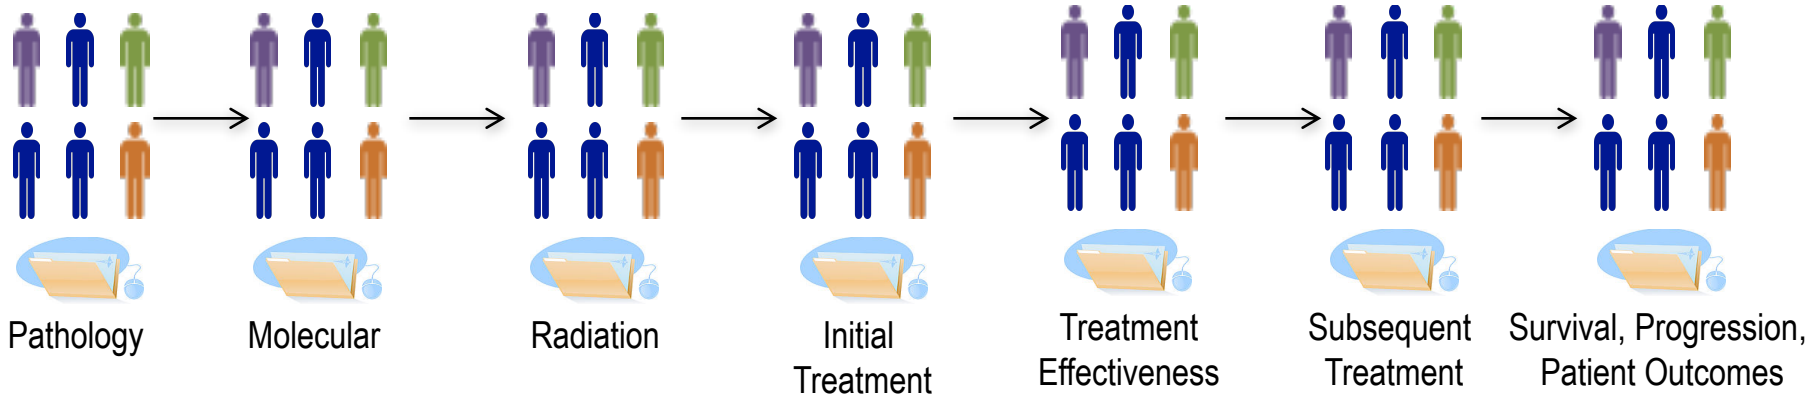 Pathology
Molecular
Radiation
Initial
Treatment
Treatment
Effectiveness
Subsequent
Treatment
Survival, Progression,
Patient Outcomes